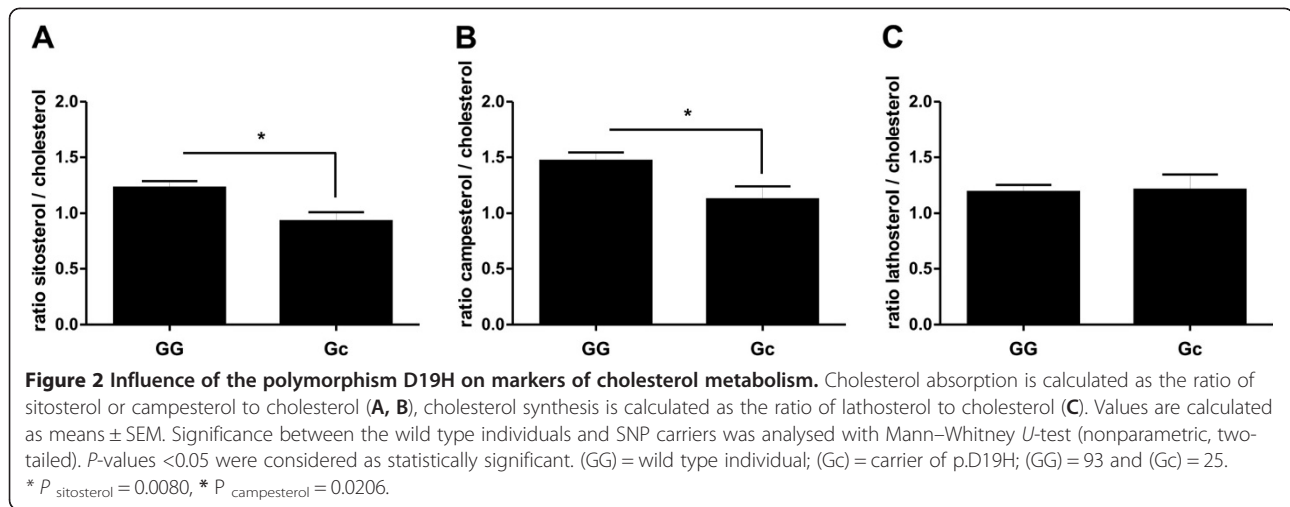 A
B
C
ratio sitosterol / cholesterol
2.0
1.5
1.0
0.5
0.0
*
GG
Gc
ratio campesterol / cholesterol
2.0
1.5
1.0
0.5
0.0
*
GG
Gc
ratio lathosterol / cholesterol
2.0
1.5
1.0
0.5
0.0
GG
Gc
Figure 2 Influence of the polymorphism D19H on markers of cholesterol metabolism. Cholesterol absorption is calculated as the ratio of
sitosterol or campesterol to cholesterol (A, B), cholesterol synthesis is calculated as the ratio of lathosterol to cholesterol (C). Values are calculated
as means ± SEM. Significance between the wild type individuals and SNP carriers was analysed with Mann–Whitney U-test (nonparametric, two-
tailed). P-values <0.05 were considered as statistically significant. (GG) = wild type individual; (Gc) = carrier of p.D19H; (GG) = 93 and (Gc) = 25.
* P sitosterol = 0.0080, * P campesterol = 0.0206.